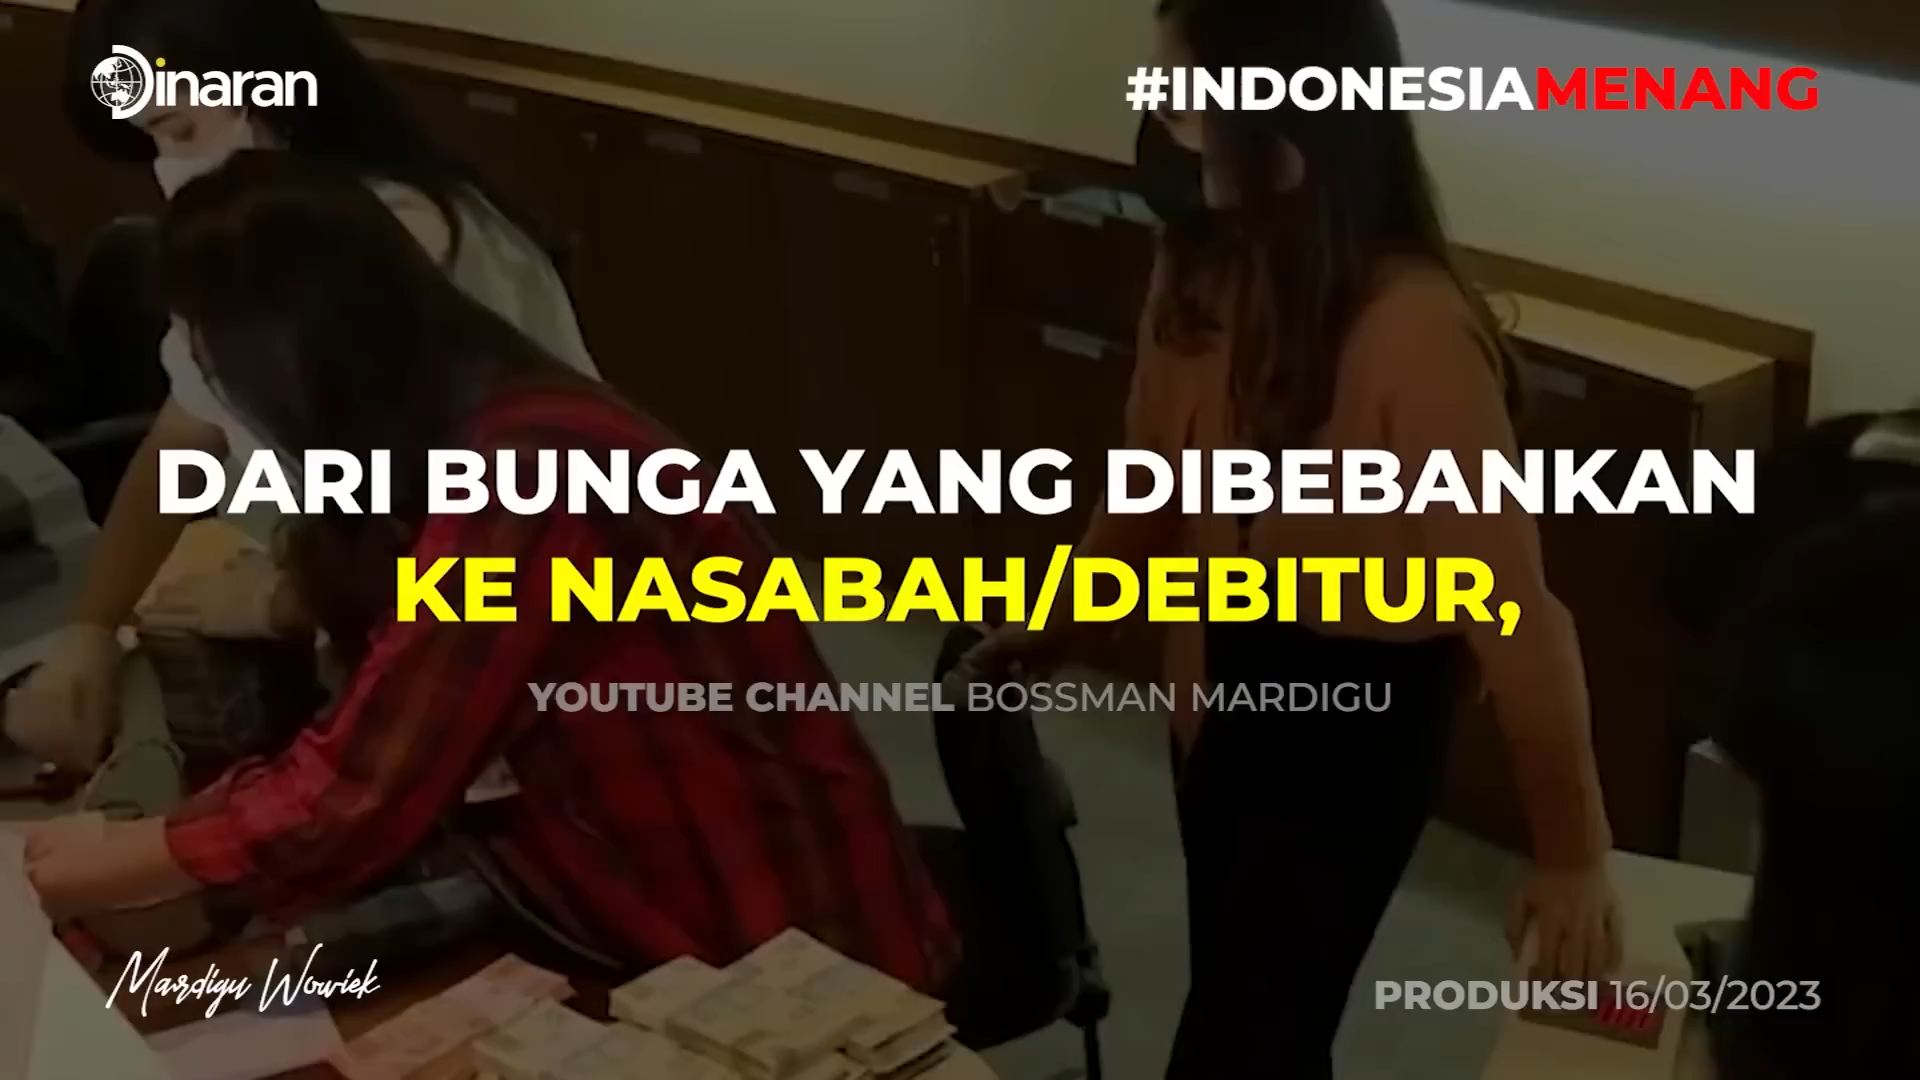 Dinaran
#INDONESIAMENANG
DARI BUNGA YANG DIBEBANKAN
KE NASABAH/DEBITUR,
YOUTUBE CHANNEL BOSSMAN MARDIGU
Mardigu Wowiek
PRODUKSI 16/03/2023